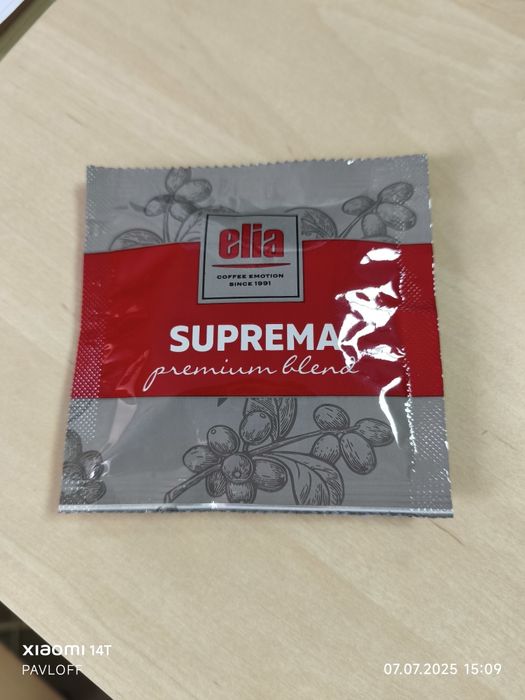 elia
COFFEE EMOTION
SINCE 1991
SUPREMA
premium blend
XIAOMI 14T
PAVLOFF
07.07.2025 15:09